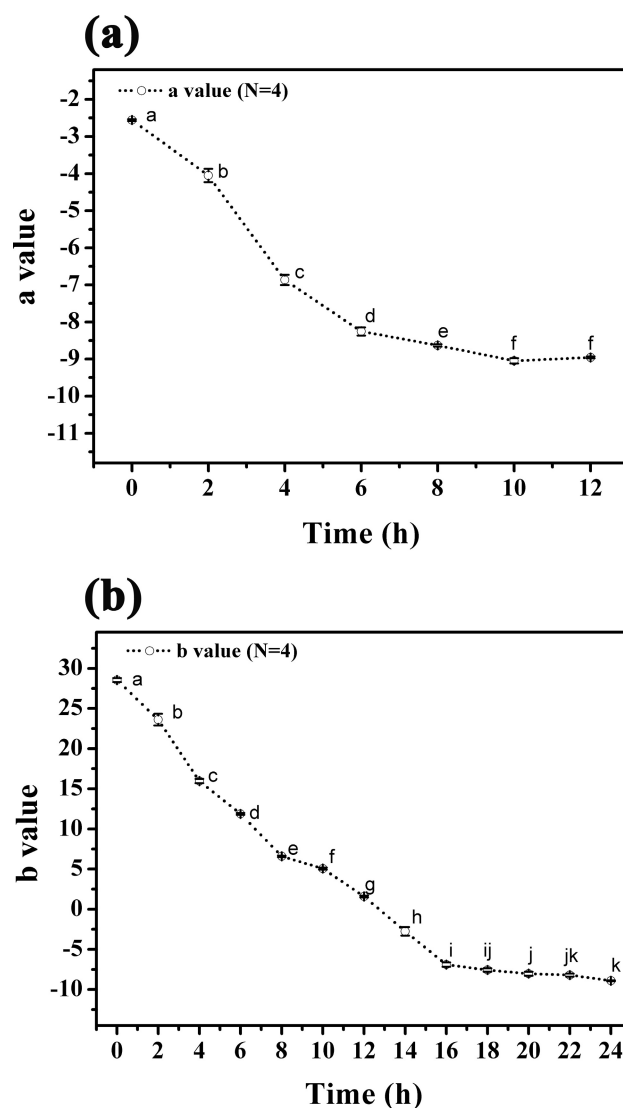 (a)
a value (N=4)
-2
-3
-4
-5
-6
-7
-8
-9
-10
-11
a value
a
b
c
d
e
f
f
0 2 4 6 8 10 12
Time (h)
(b)
b value (N=4)
30
25
20
15
10
5
0
-5
-10
b value
a
b
c
d
e
f
g
h
i ij j jk k
0 2 4 6 8 10 12 14 16 18 20 22 24
Time (h)